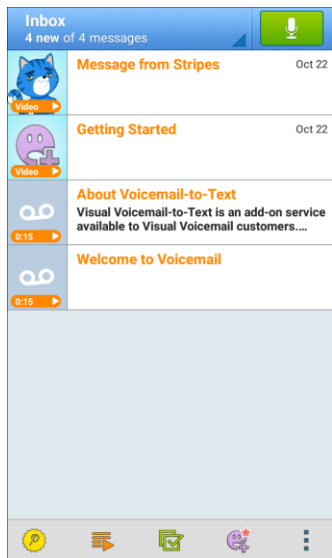 Inbox
4 new of 4 messages
Message from Stripes
Oct 22
Video
Getting Started
Oct 22
Video
About Voicemail-to-Text
Visual Voicemail-to-Text is an add-on service
available to Visual Voicemail customers....
0:15
Welcome to Voicemail
0:15